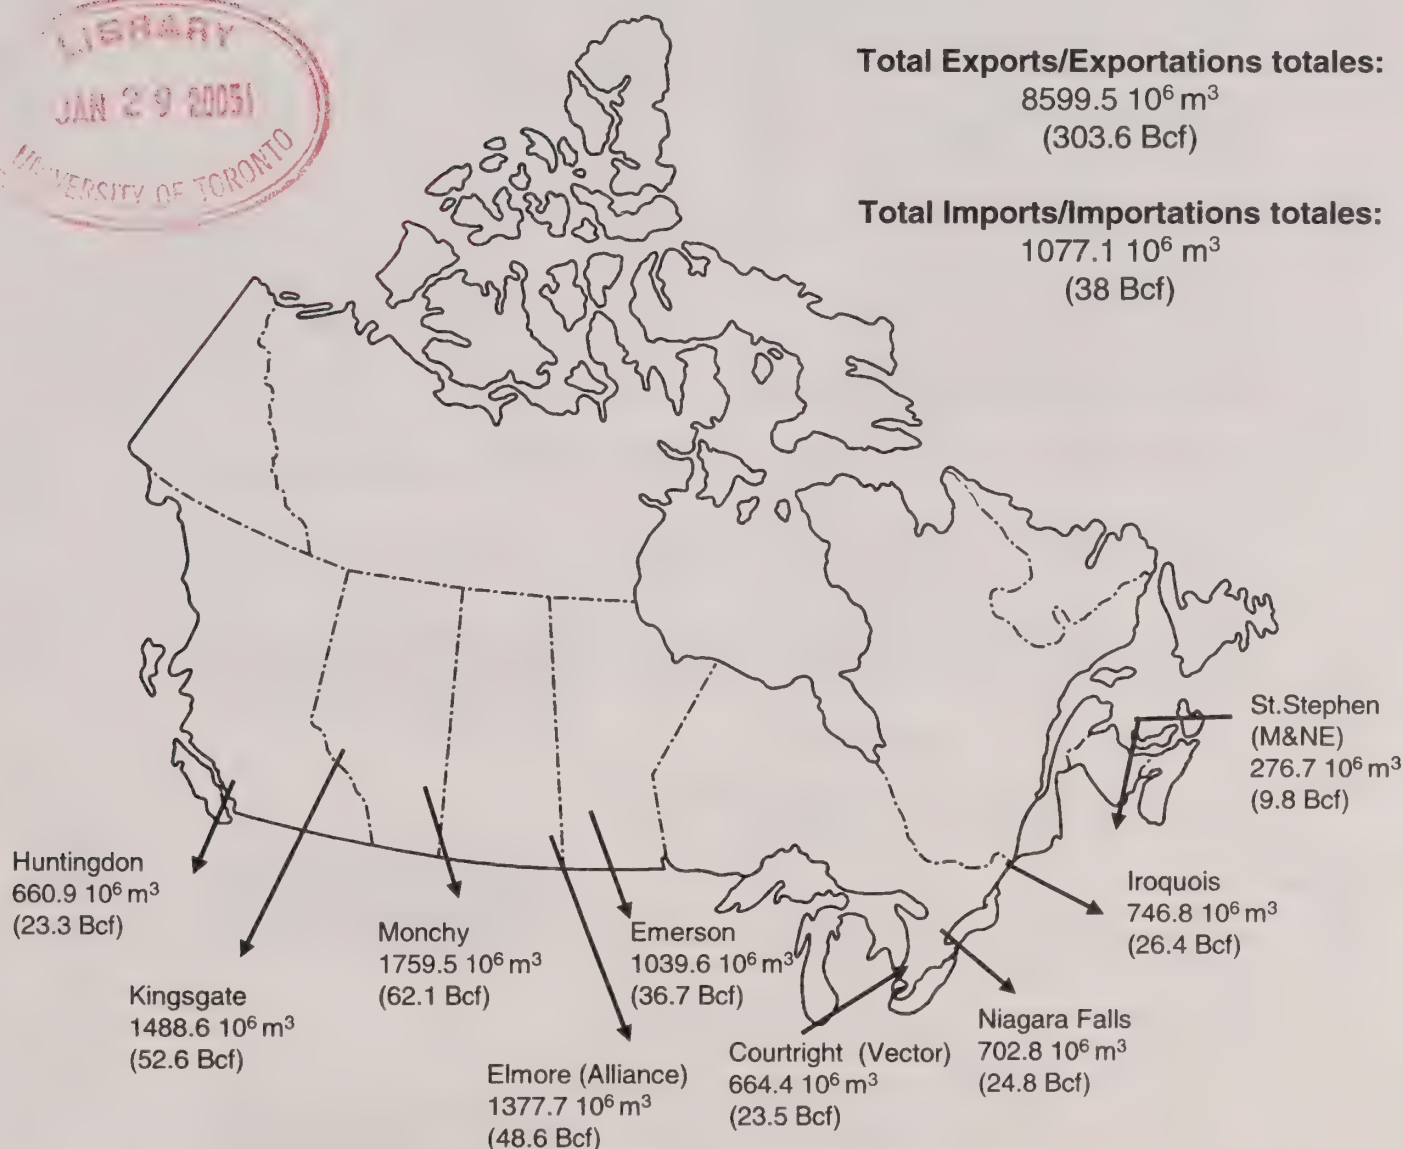 LIBRARY
JAN 29 2005
UNIVERSITY OF TORONTO
Total Exports/Exportations totales:
8599.5 10⁶ m³
(303.6 Bcf)
Total Imports/Importations totales:
1077.1 10⁶ m³
(38 Bcf)
St.Stephen
(M&NE)
276.7 10⁶ m³
(9.8 Bcf)
Huntingdon
660.9 10⁶ m³
(23.3 Bcf)
Iroquois
746.8 10⁶ m³
(26.4 Bcf)
Monchy
1759.5 10⁶ m³
(62.1 Bcf)
Emerson
1039.6 10⁶ m³
(36.7 Bcf)
Kingsgate
1488.6 10⁶ m³
(52.6 Bcf)
Niagara Falls
702.8 10⁶ m³
(24.8 Bcf)
Courtright (Vector)
664.4 10⁶ m³
(23.5 Bcf)
Elmore (Alliance)
1377.7 10⁶ m³
(48.6 Bcf)